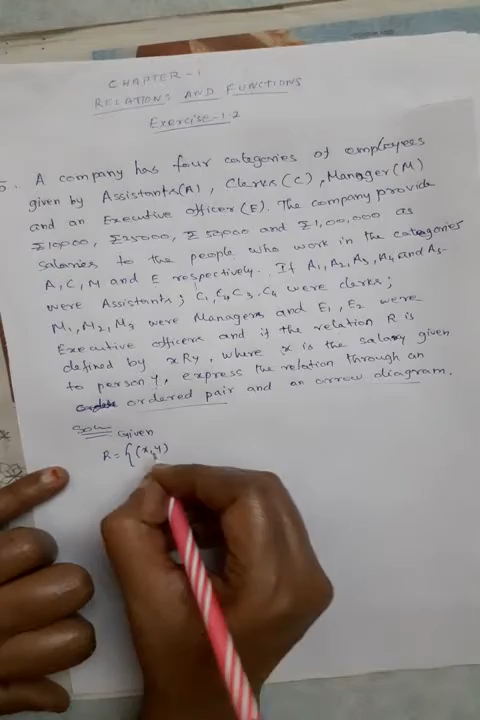 CHAPTER-1
RELATIONS AND FUNCTIONS
Exercise-1.2
5. A company has four categories of employees
given by Assistants(A), Clerks(C), Manager(M)
and an Executive officer(E). The company provide
₹10000, ₹25000, ₹50000 and ₹1,00,000 as
salaries to the people who work in the categories
A, C, M and E respectively. If A1, A2, A3, A4 and A5
were Assistants; C1, C2, C3, C4 were clerks;
M1, M2, M3 were Managers and E1, E2 were
Executive officers and if the relation R is
defined by xRy, where x is the salary given
to person y, express the relation through an
ordered pair and an arrow diagram.
Soln Given
R = {(x,y)